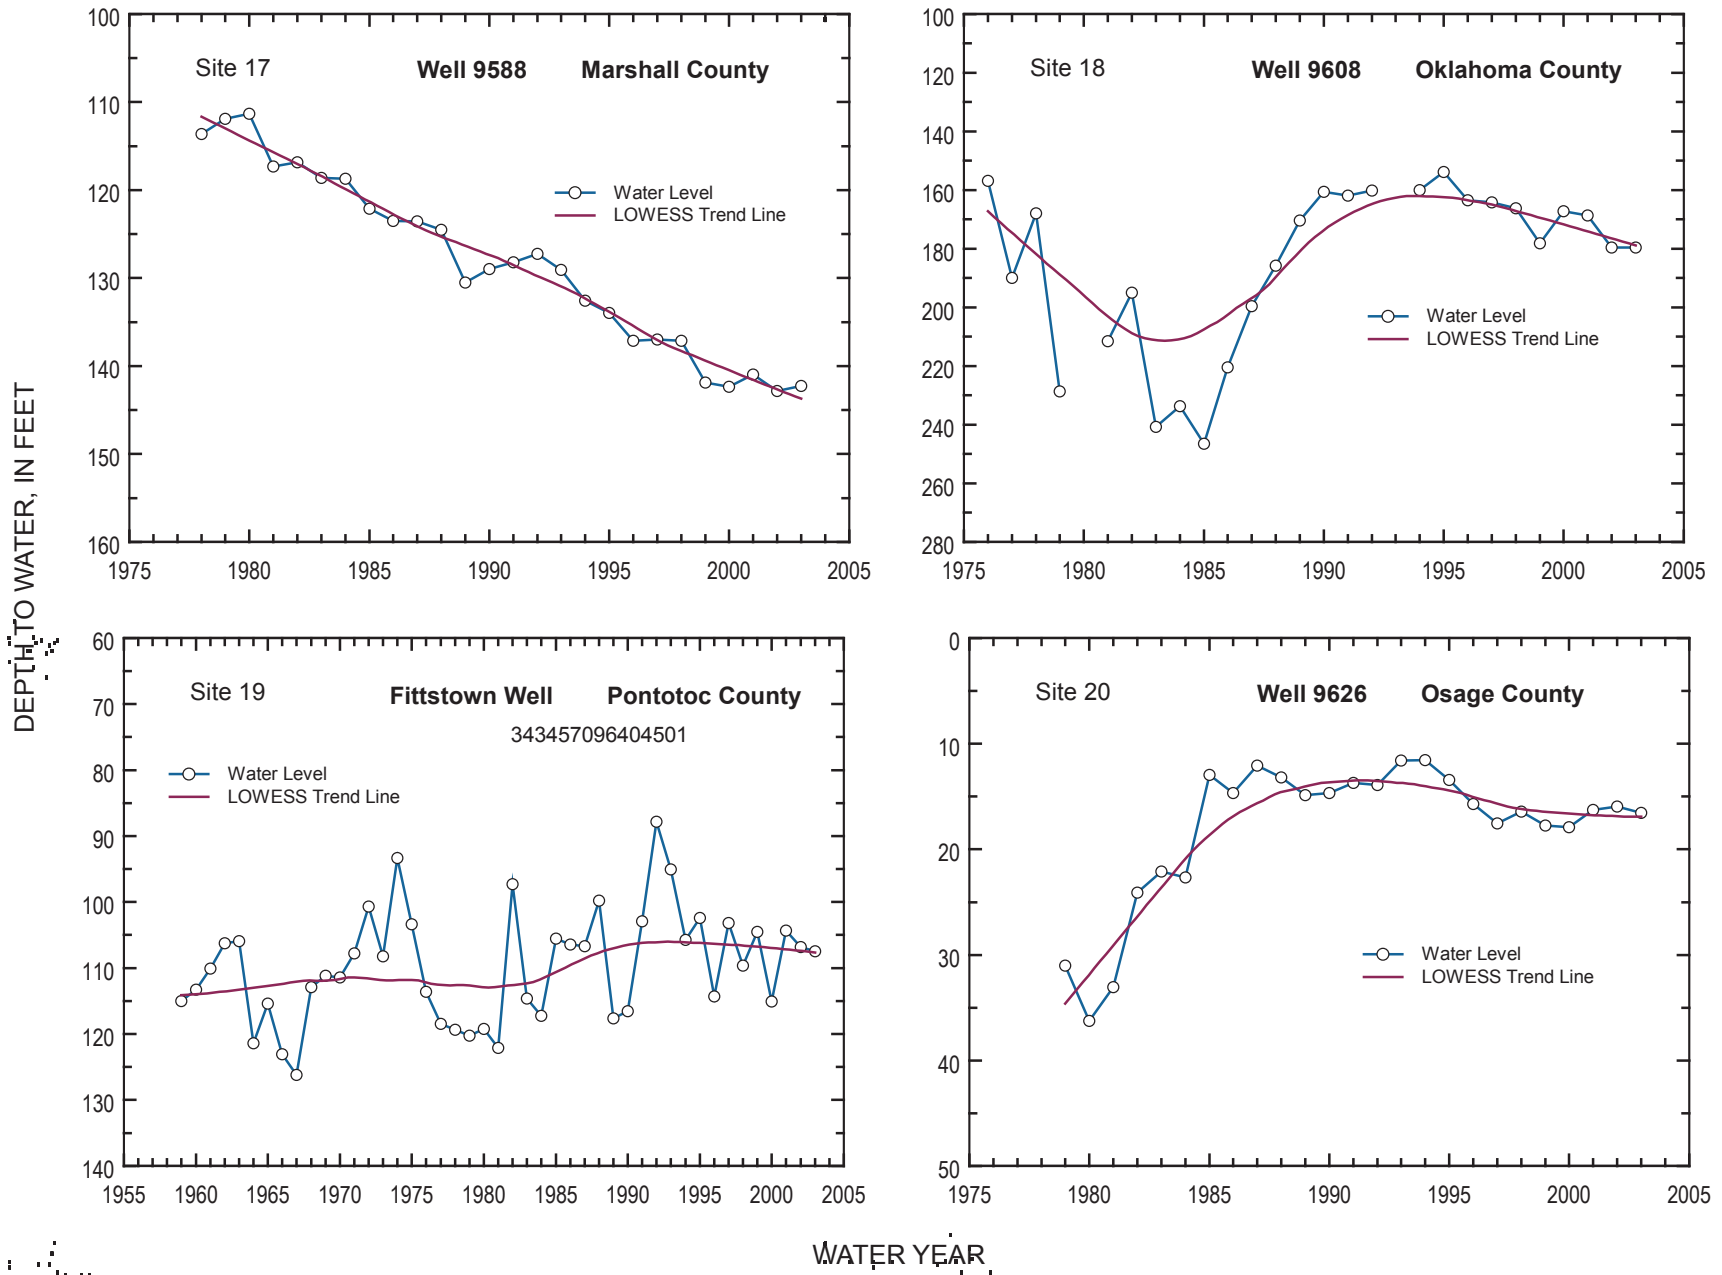 DEPTH TO WATER, IN FEET
Site 17 Well 9588 Marshall County
Water Level
LOWESS Trend Line
100
110
120
130
140
150
160
1975 1980 1985 1990 1995 2000 2005
Site 18 Well 9608 Oklahoma County
Water Level
LOWESS Trend Line
100
120
140
160
180
200
220
240
260
280
1975 1980 1985 1990 1995 2000 2005
Site 19 Fittstown Well Pontotoc County
343457096404501
Water Level
LOWESS Trend Line
60
70
80
90
100
110
120
130
140
1955 1960 1965 1970 1975 1980 1985 1990 1995 2000 2005
Site 20 Well 9626 Osage County
Water Level
LOWESS Trend Line
0
10
20
30
40
50
1975 1980 1985 1990 1995 2000 2005
WATER YEAR